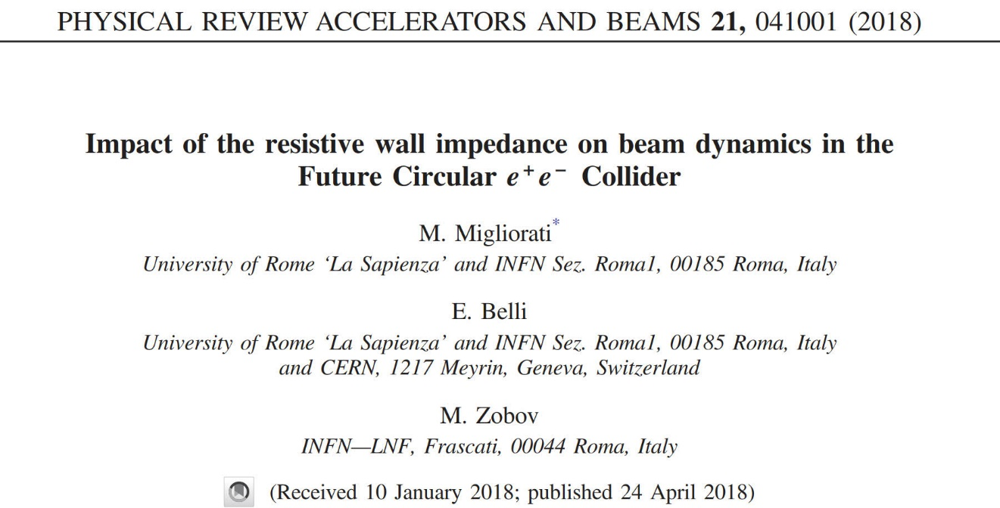 PHYSICAL REVIEW ACCELERATORS AND BEAMS 21, 041001 (2018)
Impact of the resistive wall impedance on beam dynamics in the
Future Circular e⁺e⁻ Collider
M. Migliorati*
University of Rome ‘La Sapienza’ and INFN Sez. Roma1, 00185 Roma, Italy
E. Belli
University of Rome ‘La Sapienza’ and INFN Sez. Roma1, 00185 Roma, Italy
and CERN, 1217 Meyrin, Geneva, Switzerland
M. Zobov
INFN—LNF, Frascati, 00044 Roma, Italy
(Received 10 January 2018; published 24 April 2018)